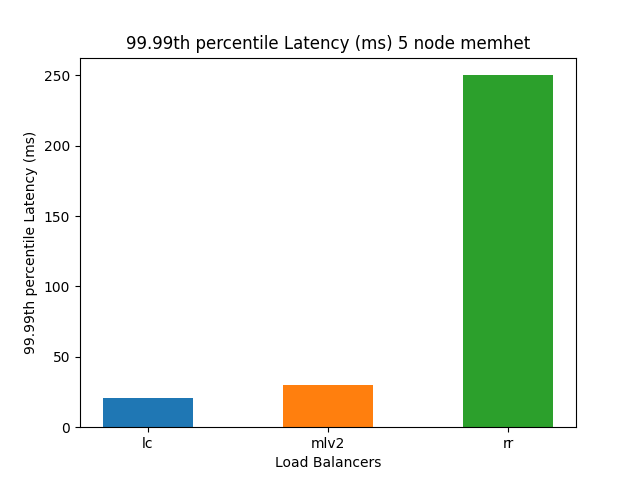 99.99th percentile Latency (ms) 5 node memhet
99.99th percentile Latency (ms)
250
200
150
100
50
0
lc
mlv2
rr
Load Balancers